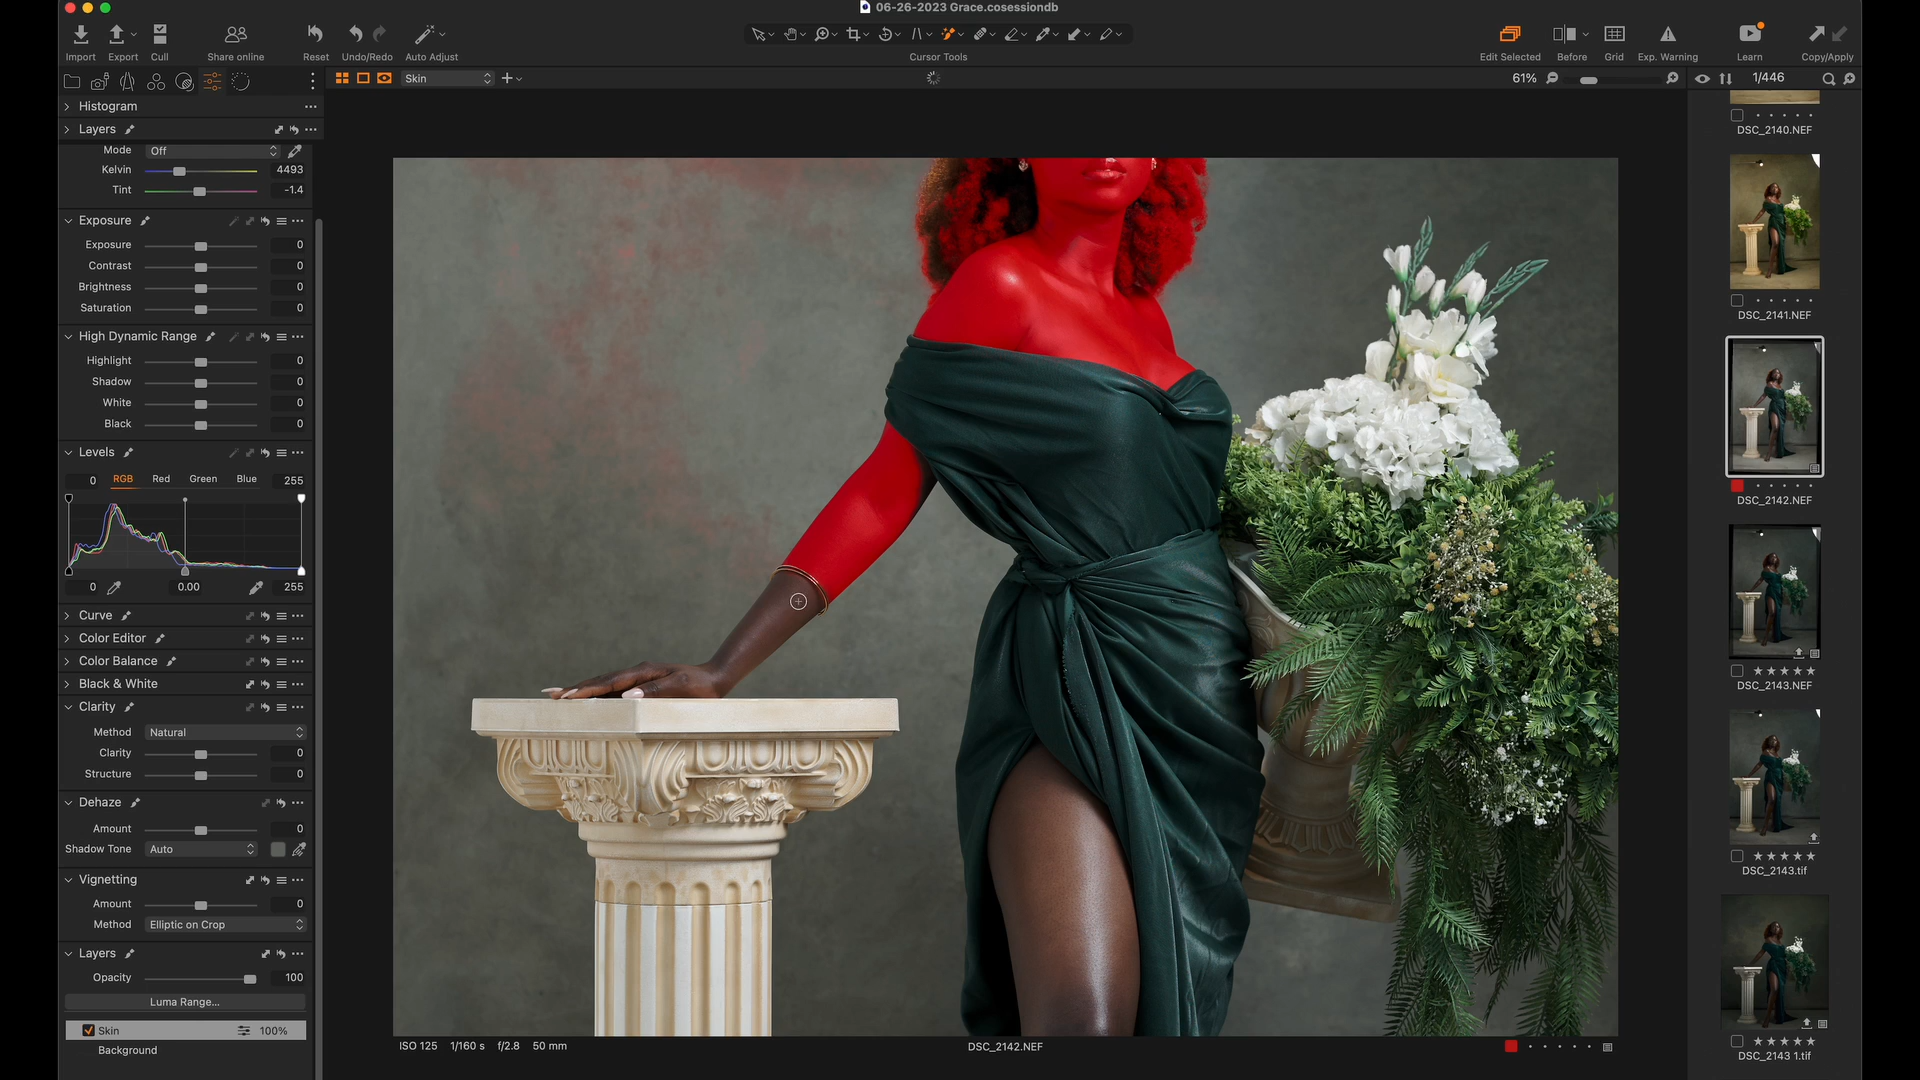 06-26-2023 Grace.cosessiondb
Import
Export
Cull
Share online
Reset
Undo/Redo
Auto Adjust
Cursor Tools
Edit Selected
Before
Grid
Exp. Warning
Learn
Copy/Apply
Skin
61%
1/446
Histogram
Layers
Mode Off
Kelvin 4493
Tint -1.4
Exposure
Exposure 0
Contrast 0
Brightness 0
Saturation 0
High Dynamic Range
Highlight 0
Shadow 0
White 0
Black 0
Levels
0 RGB Red Green Blue 255
0 0.00 255
Curve
Color Editor
Color Balance
Black & White
Clarity
Method Natural
Clarity 0
Structure 0
Dehaze
Amount 0
Shadow Tone Auto
Vignetting
Amount 0
Method Elliptic on Crop
Layers
Opacity 100
Luma Range...
Skin 100%
Background
ISO 125 1/160 s f/2.8 50 mm
DSC_2142.NEF
DSC_2140.NEF
DSC_2141.NEF
DSC_2142.NEF
DSC_2143.NEF
DSC_2143.tif
DSC_2143 1.tif